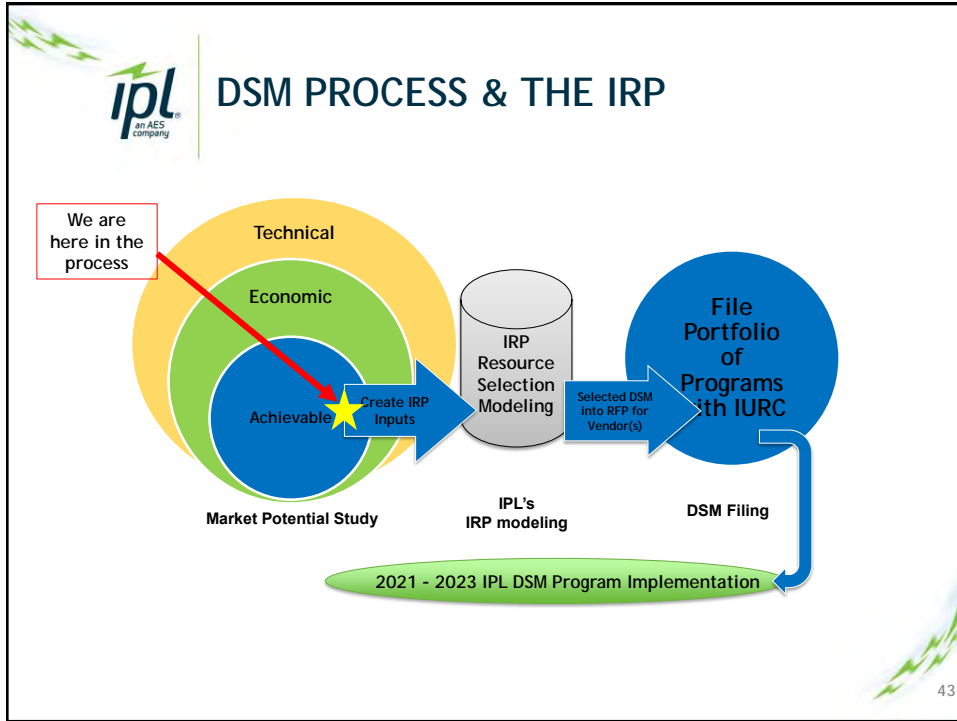 ipl®
an AES
company
DSM PROCESS & THE IRP
We are
here in the
process
Technical
Economic
Achievable
Create IRP
Inputs
Market Potential Study
IRP
Resource
Selection
Modeling
IPL's
IRP modeling
Selected DSM
into RFP for
Vendor(s)
File
Portfolio
of
Programs
with IURC
DSM Filing
2021 - 2023 IPL DSM Program Implementation
43